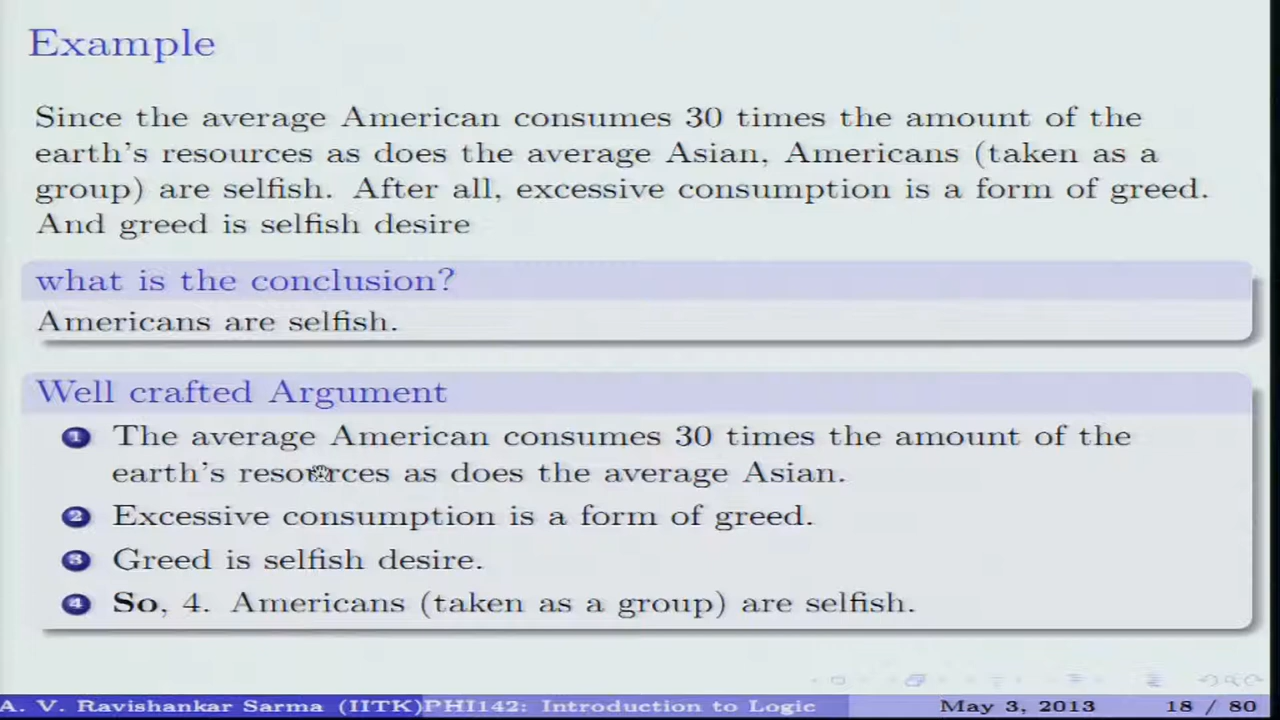 Example
Since the average American consumes 30 times the amount of the
earth's resources as does the average Asian, Americans (taken as a
group) are selfish. After all, excessive consumption is a form of greed.
And greed is selfish desire
what is the conclusion?
Americans are selfish.
Well crafted Argument
1 The average American consumes 30 times the amount of the
earth's resources as does the average Asian.
2 Excessive consumption is a form of greed.
3 Greed is selfish desire.
4 So, 4. Americans (taken as a group) are selfish.
A. V. Ravishankar Sarma (IITK) PHI142: Introduction to Logic May 3, 2013 18 / 80